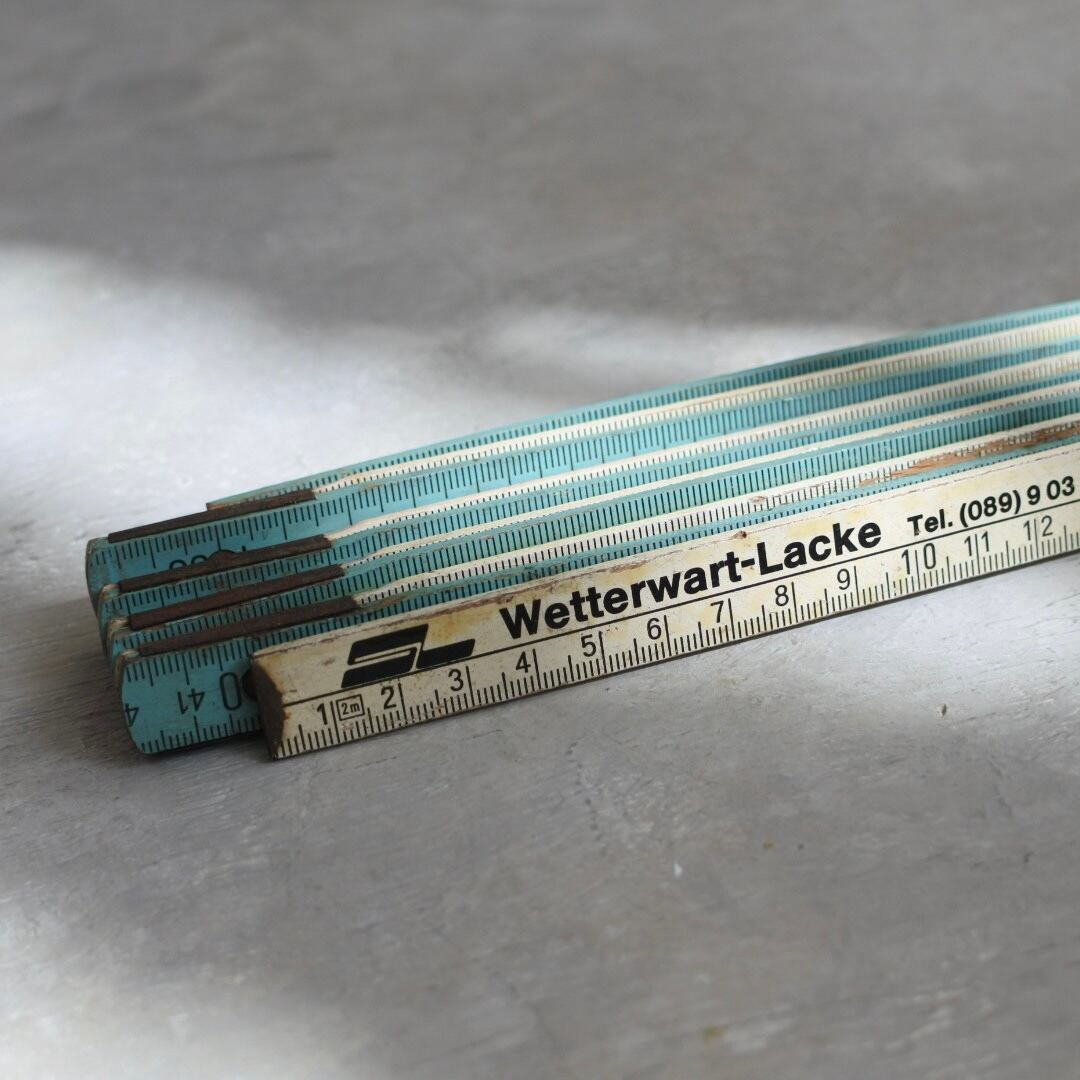 Wetterwart-Lacke Tel. (089) 9 03
1 2m 2 3 4 5 6 7 8 9 10 11 12
41